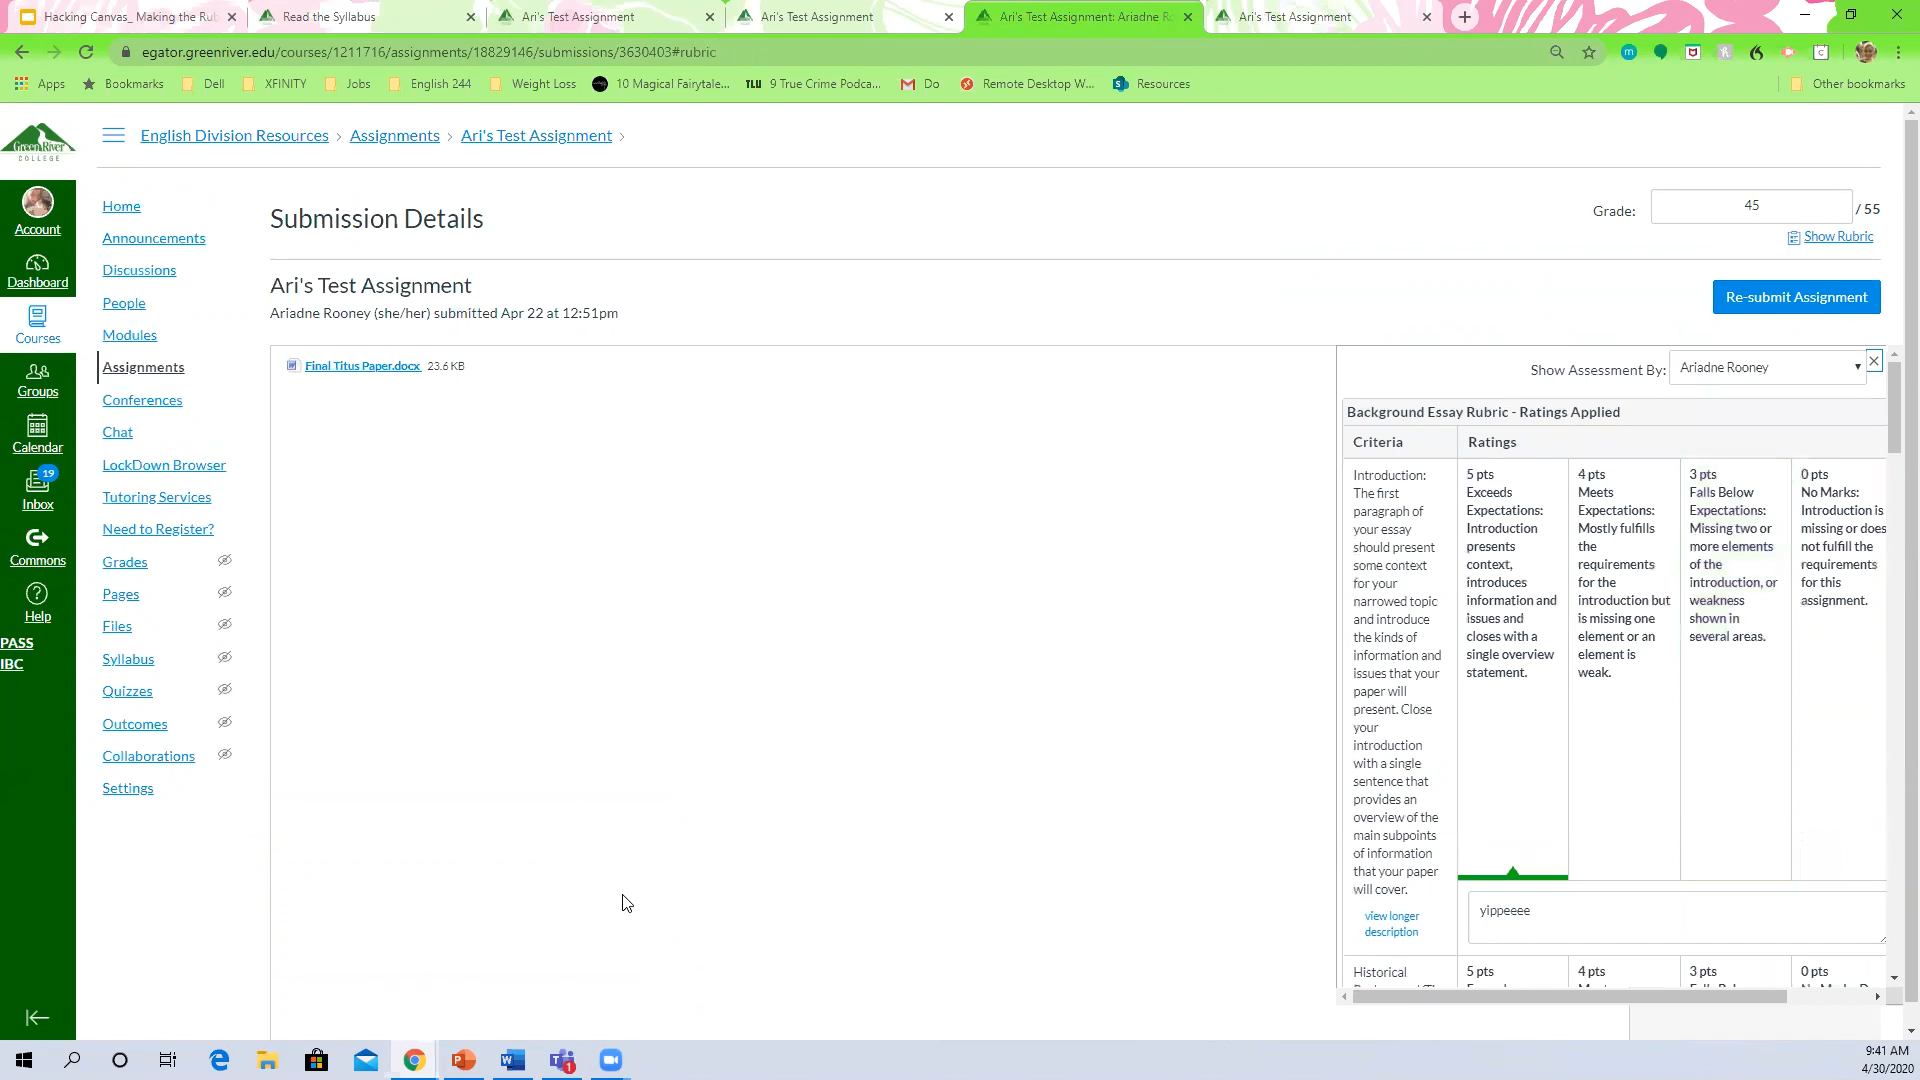 Hacking Canvas_ Making the Rub
Read the Syllabus
Ari's Test Assignment
Ari's Test Assignment
Ari's Test Assignment: Ariadne R
Ari's Test Assignment
egator.greenriver.edu/courses/1211716/assignments/18829146/submissions/3630403#rubric
Apps
Bookmarks
Dell
XFINITY
Jobs
English 244
Weight Loss
10 Magical Fairytale...
TLU 9 True Crime Podca...
Do
Remote Desktop W...
Resources
Other bookmarks
GreenRiver
COLLEGE
English Division Resources › Assignments › Ari's Test Assignment ›
Account
Dashboard
Courses
Groups
Calendar
19
Inbox
Commons
Help
PASS
IBC
Home
Announcements
Discussions
People
Modules
Assignments
Conferences
Chat
LockDown Browser
Tutoring Services
Need to Register?
Grades
Pages
Files
Syllabus
Quizzes
Outcomes
Collaborations
Settings
Submission Details
Grade: 45 / 55
Show Rubric
Ari's Test Assignment
Ariadne Rooney (she/her) submitted Apr 22 at 12:51pm
Re-submit Assignment
Final Titus Paper.docx 23.6 KB
Show Assessment By: Ariadne Rooney
Background Essay Rubric - Ratings Applied
Criteria
Ratings
Introduction:
The first
paragraph of
your essay
should present
some context
for your
narrowed topic
and introduce
the kinds of
information and
issues that your
paper will
present. Close
your
introduction
with a single
sentence that
provides an
overview of the
main subpoints
of information
that your paper
will cover.
view longer
description
5 pts
Exceeds
Expectations:
Introduction
presents
context,
introduces
information and
issues and
closes with a
single overview
statement.
4 pts
Meets
Expectations:
Mostly fulfills
the
requirements
for the
introduction but
is missing one
element or an
element is
weak.
3 pts
Falls Below
Expectations:
Missing two or
more elements
of the
introduction, or
weakness
shown in
several areas.
0 pts
No Marks:
Introduction is
missing or does
not fulfill the
requirements
for this
assignment.
yippeeee
Historical
5 pts
4 pts
3 pts
0 pts
1
9:41 AM
4/30/2020